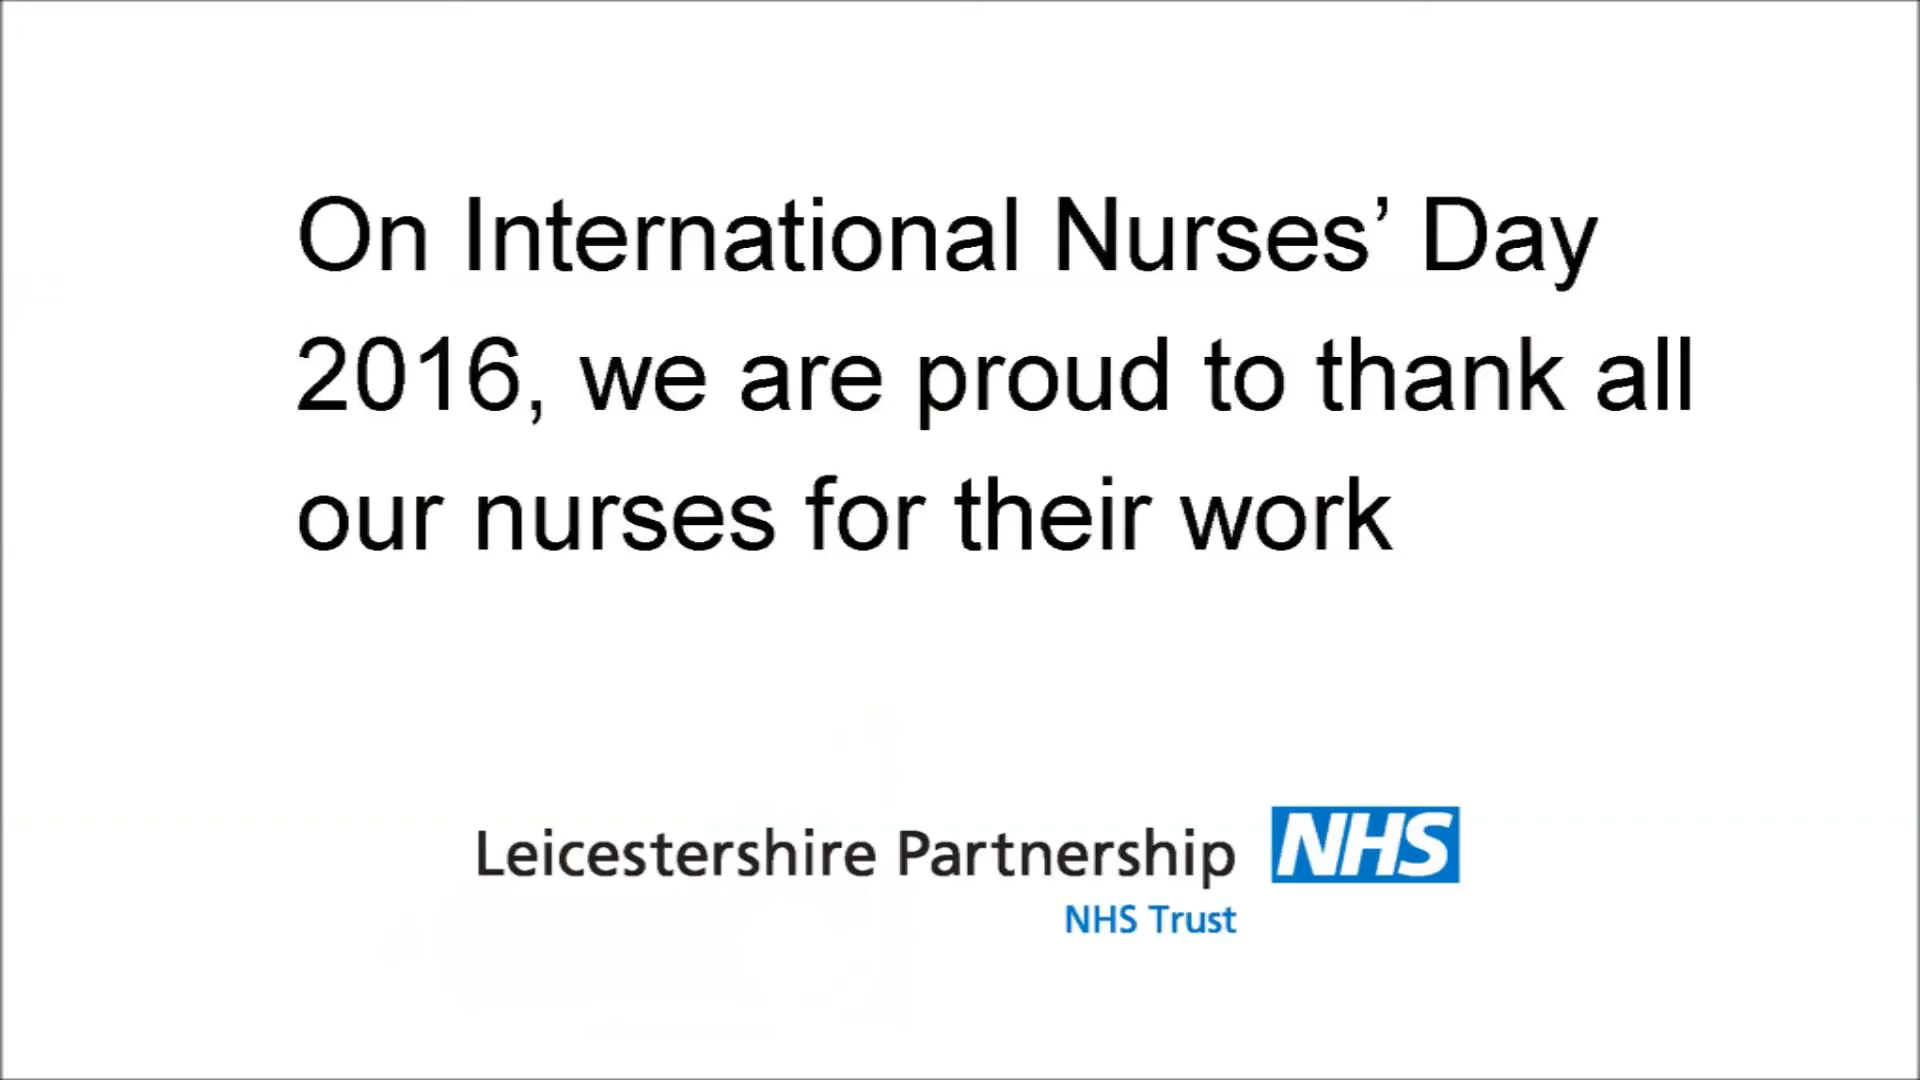 On International Nurses’ Day
2016, we are proud to thank all
our nurses for their work
Leicestershire Partnership NHS
NHS Trust